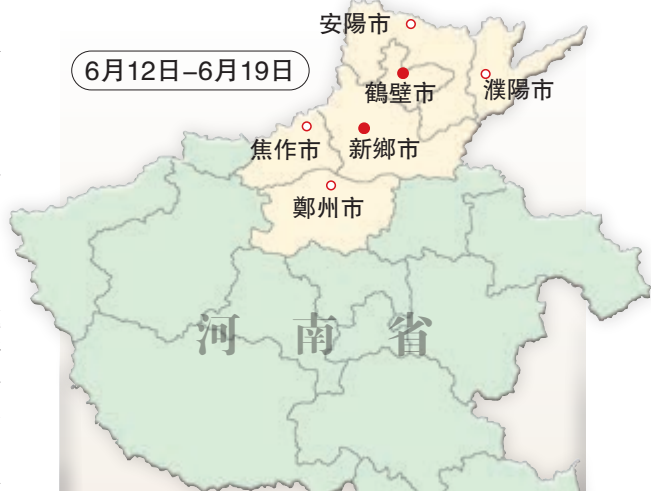 安陽市
6月12日–6月19日
鶴壁市
濮陽市
焦作市
新鄉市
鄭州市
河南省